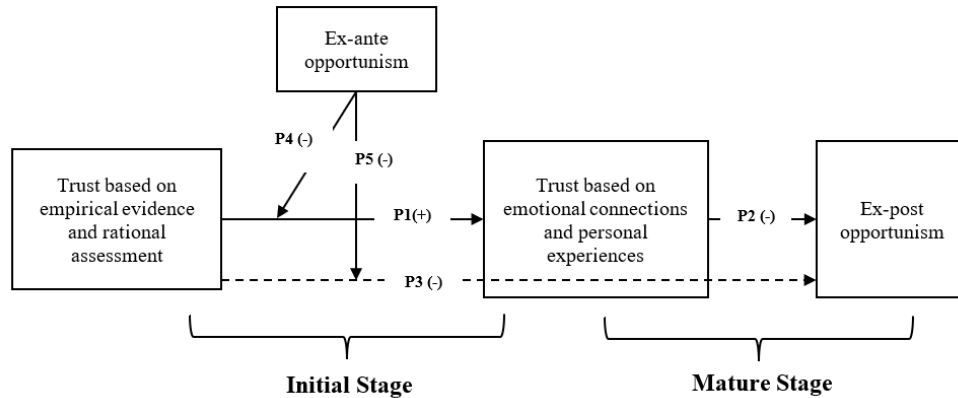 Ex-ante
opportunism
P4 (-)
P5 (-)
Trust based on
empirical evidence
and rational
assessment
P1(+)
Trust based on
emotional connections
and personal
experiences
P2 (-)
Ex-post
opportunism
P3 (-)
Initial Stage
Mature Stage